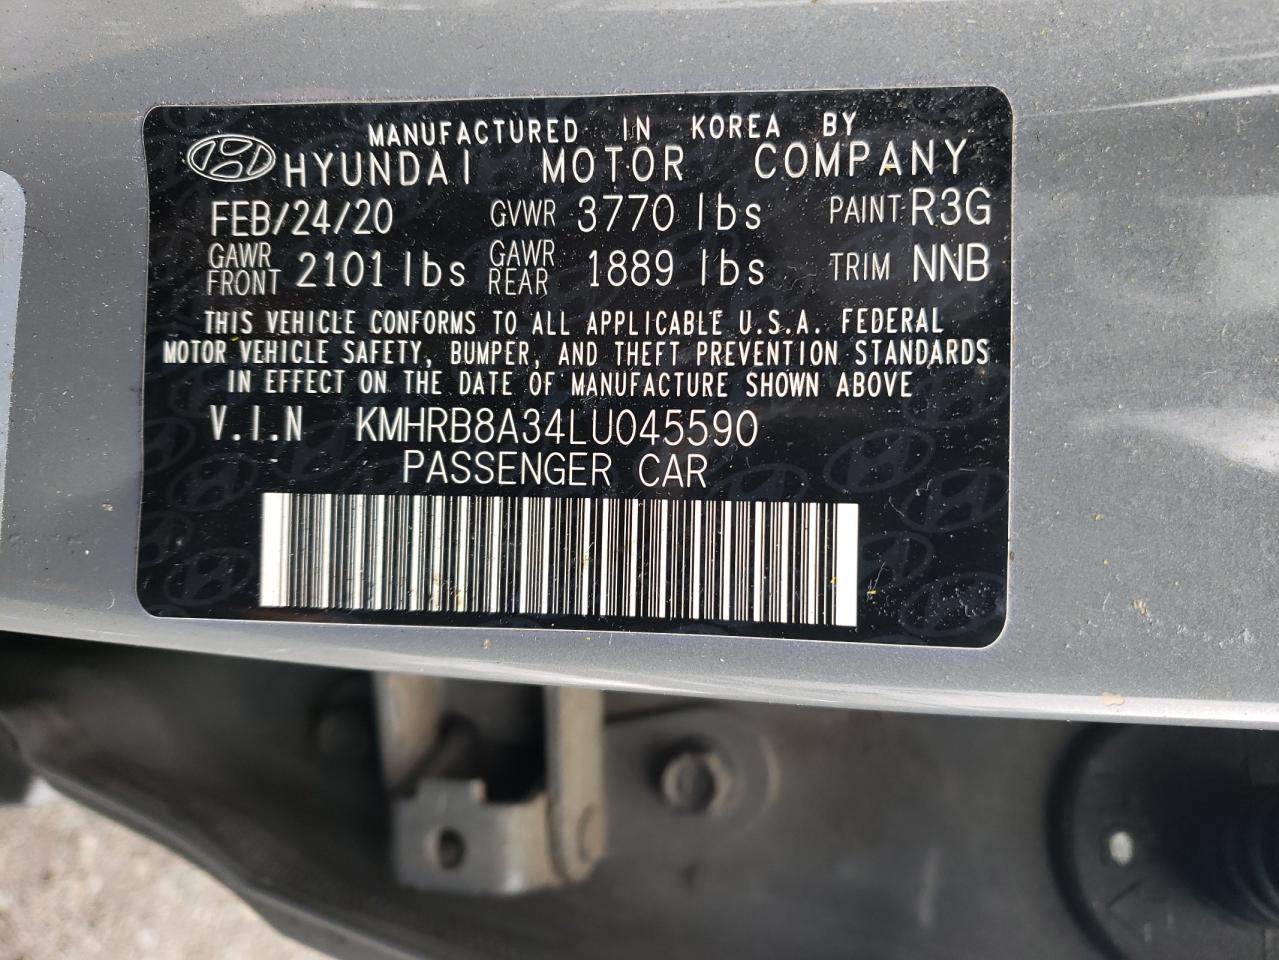 MANUFACTURED IN KOREA BY
HYUNDAI MOTOR COMPANY
FEB/24/20 GVWR 3770 lbs PAINT R3G
GAWR FRONT 2101 lbs GAWR REAR 1889 lbs TRIM NNB
THIS VEHICLE CONFORMS TO ALL APPLICABLE U.S.A. FEDERAL
MOTOR VEHICLE SAFETY, BUMPER, AND THEFT PREVENTION STANDARDS
IN EFFECT ON THE DATE OF MANUFACTURE SHOWN ABOVE
V.I.N KMHRB8A34LU045590
PASSENGER CAR